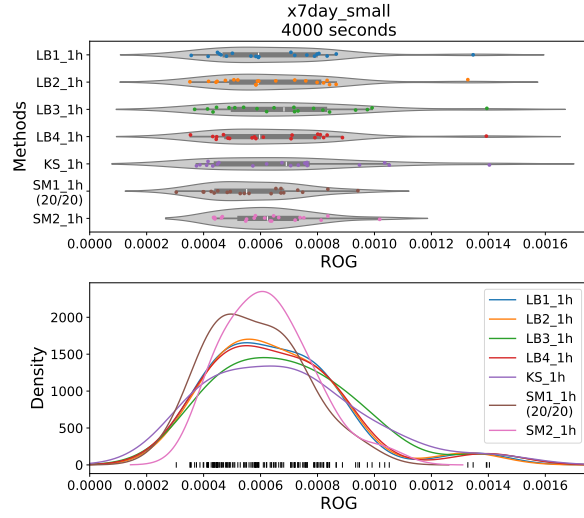 x7day_small
4000 seconds
Methods
LB1_1h
LB2_1h
LB3_1h
LB4_1h
KS_1h
SM1_1h
(20/20)
SM2_1h
0.0000 0.0002 0.0004 0.0006 0.0008 0.0010 0.0012 0.0014 0.0016
ROG
Density
2000
1500
1000
500
0
LB1_1h
LB2_1h
LB3_1h
LB4_1h
KS_1h
SM1_1h
(20/20)
SM2_1h
0.0000 0.0002 0.0004 0.0006 0.0008 0.0010 0.0012 0.0014 0.0016
ROG